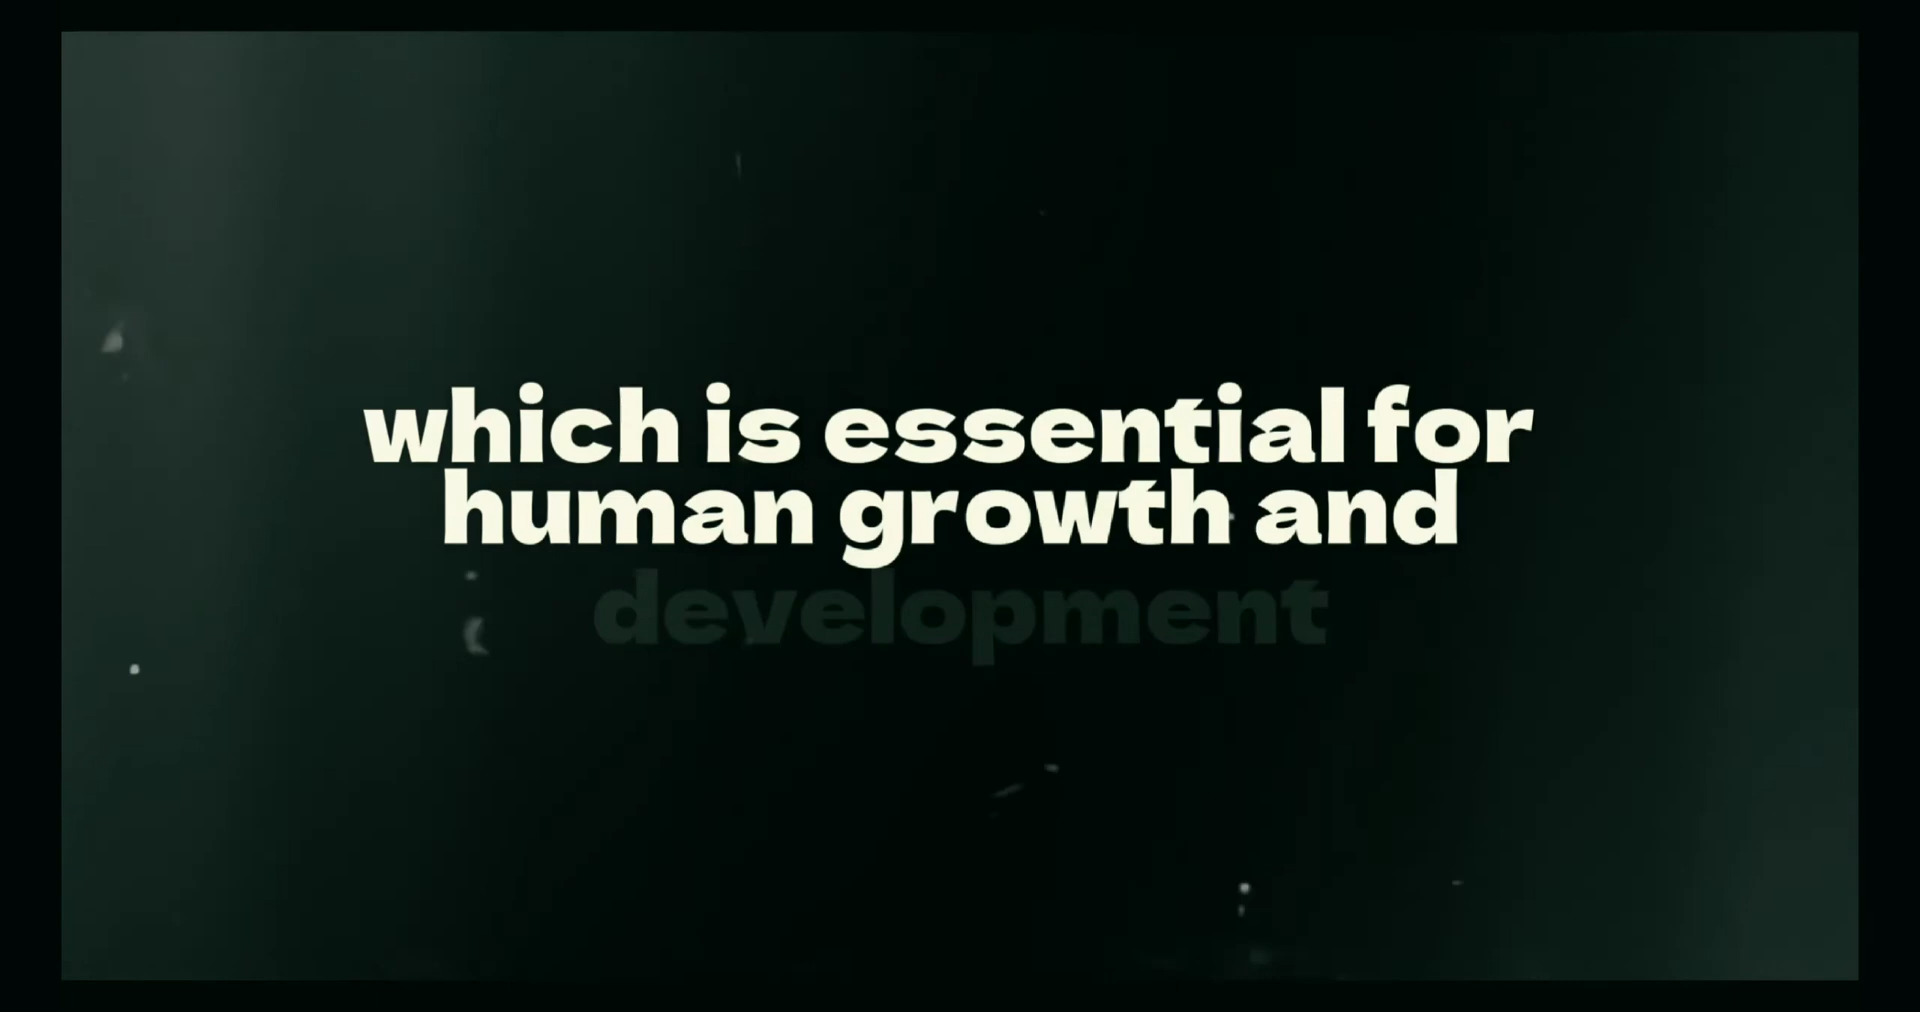 which is essential for
human growth and
development